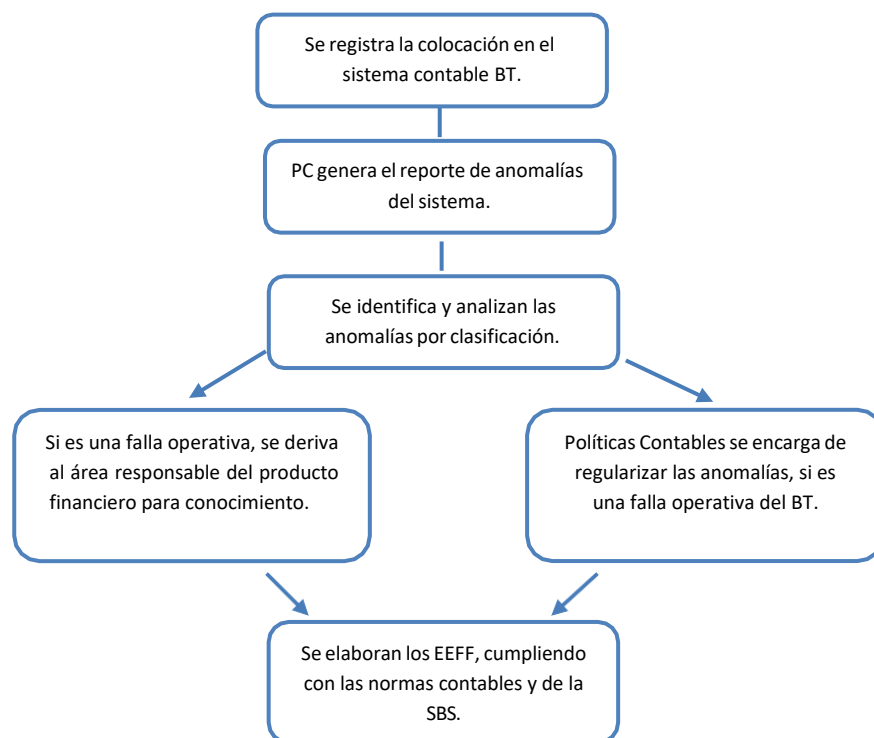 Se registra la colocación en el
sistema contable BT.
PC genera el reporte de anomalías
del sistema.
Se identifica y analizan las
anomalías por clasificación.
Si es una falla operativa, se deriva
al área responsable del producto
financiero para conocimiento.
Políticas Contables se encarga de
regularizar las anomalías, si es
una falla operativa del BT.
Se elaboran los EEFF, cumpliendo
con las normas contables y de la
SBS.